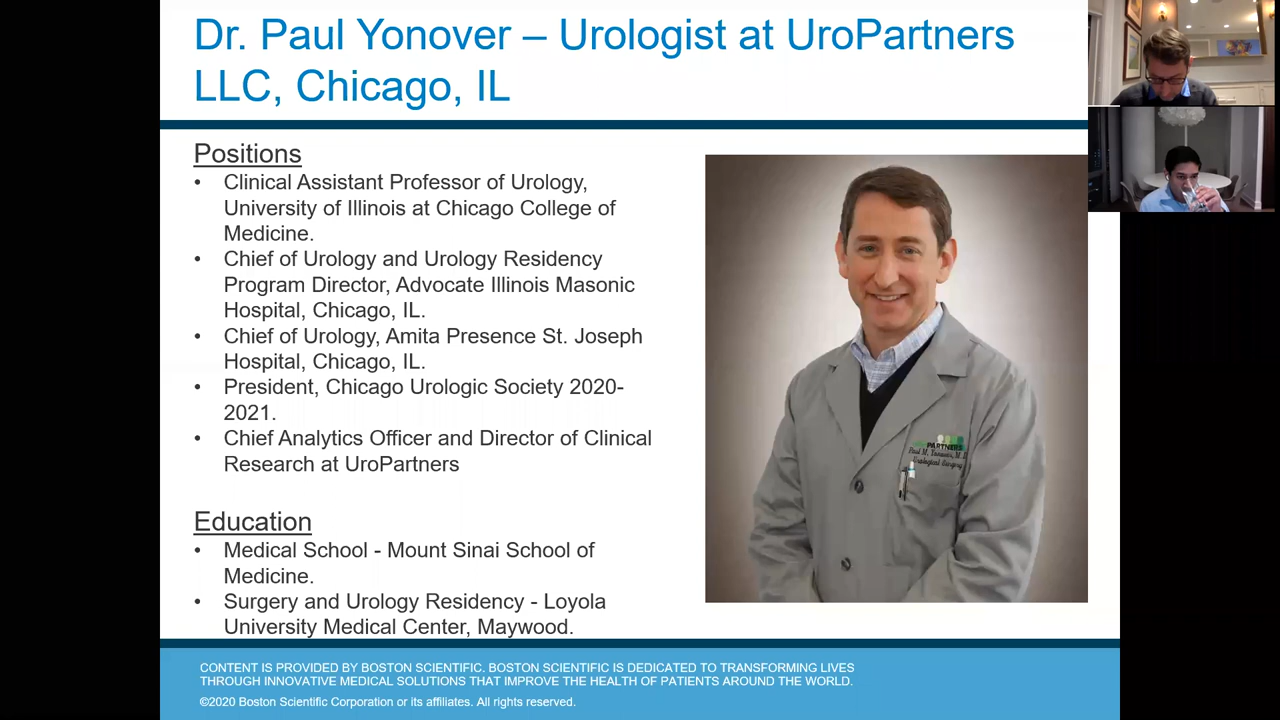 Dr. Paul Yonover – Urologist at UroPartners
LLC, Chicago, IL
Positions
• Clinical Assistant Professor of Urology,
University of Illinois at Chicago College of
Medicine.
• Chief of Urology and Urology Residency
Program Director, Advocate Illinois Masonic
Hospital, Chicago, IL.
• Chief of Urology, Amita Presence St. Joseph
Hospital, Chicago, IL.
• President, Chicago Urologic Society 2020-
2021.
• Chief Analytics Officer and Director of Clinical
Research at UroPartners
Education
• Medical School - Mount Sinai School of
Medicine.
• Surgery and Urology Residency - Loyola
University Medical Center, Maywood.
PARTNERS
Paul M. Yonover, M.D.
Urological Surgery
CONTENT IS PROVIDED BY BOSTON SCIENTIFIC. BOSTON SCIENTIFIC IS DEDICATED TO TRANSFORMING LIVES
THROUGH INNOVATIVE MEDICAL SOLUTIONS THAT IMPROVE THE HEALTH OF PATIENTS AROUND THE WORLD.
©2020 Boston Scientific Corporation or its affiliates. All rights reserved.